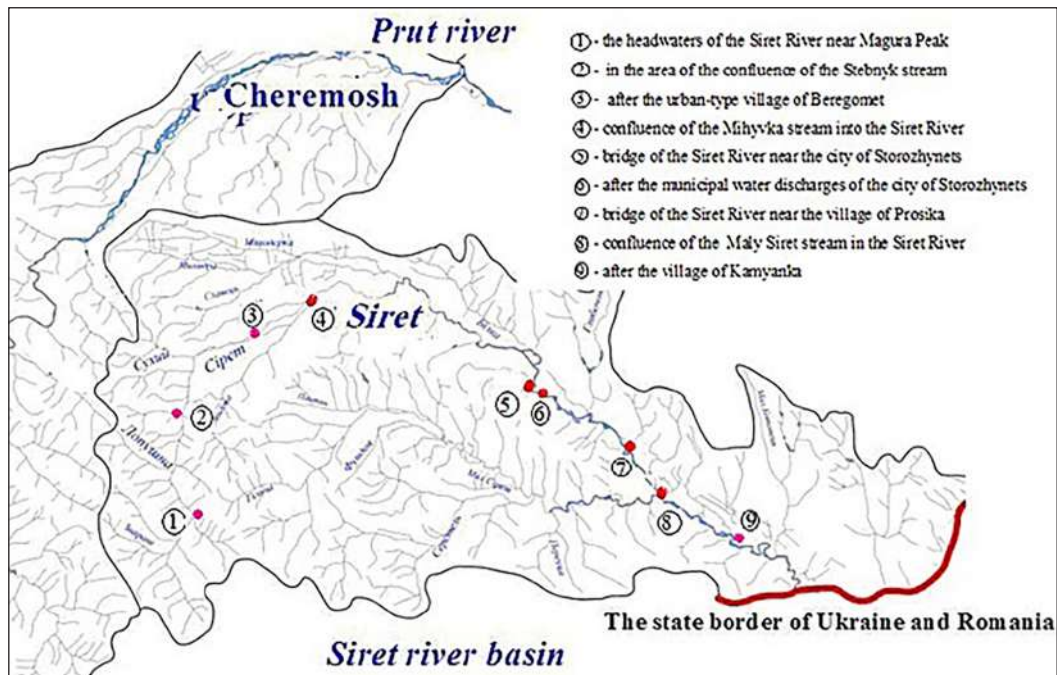 Prut river
Cheremosh
① - the headwaters of the Siret River near Magura Peak
② - in the area of the confluence of the Stebnyk stream
③ - after the urban-type village of Beregomet
④ - confluence of the Mihyvka stream into the Siret River
⑤ - bridge of the Siret River near the city of Storozhynets
⑥ - after the municipal water discharges of the city of Storozhynets
⑦ - bridge of the Siret River near the village of Prosika
⑧ - confluence of the Maly Siret stream in the Siret River
⑨ - after the village of Kamyanka
③
④
Siret
Сухий
Сірет
⑤
⑥
②
Лопушна
⑦
Мал Сірет
①
⑧
⑨
The state border of Ukraine and Romania
Siret river basin